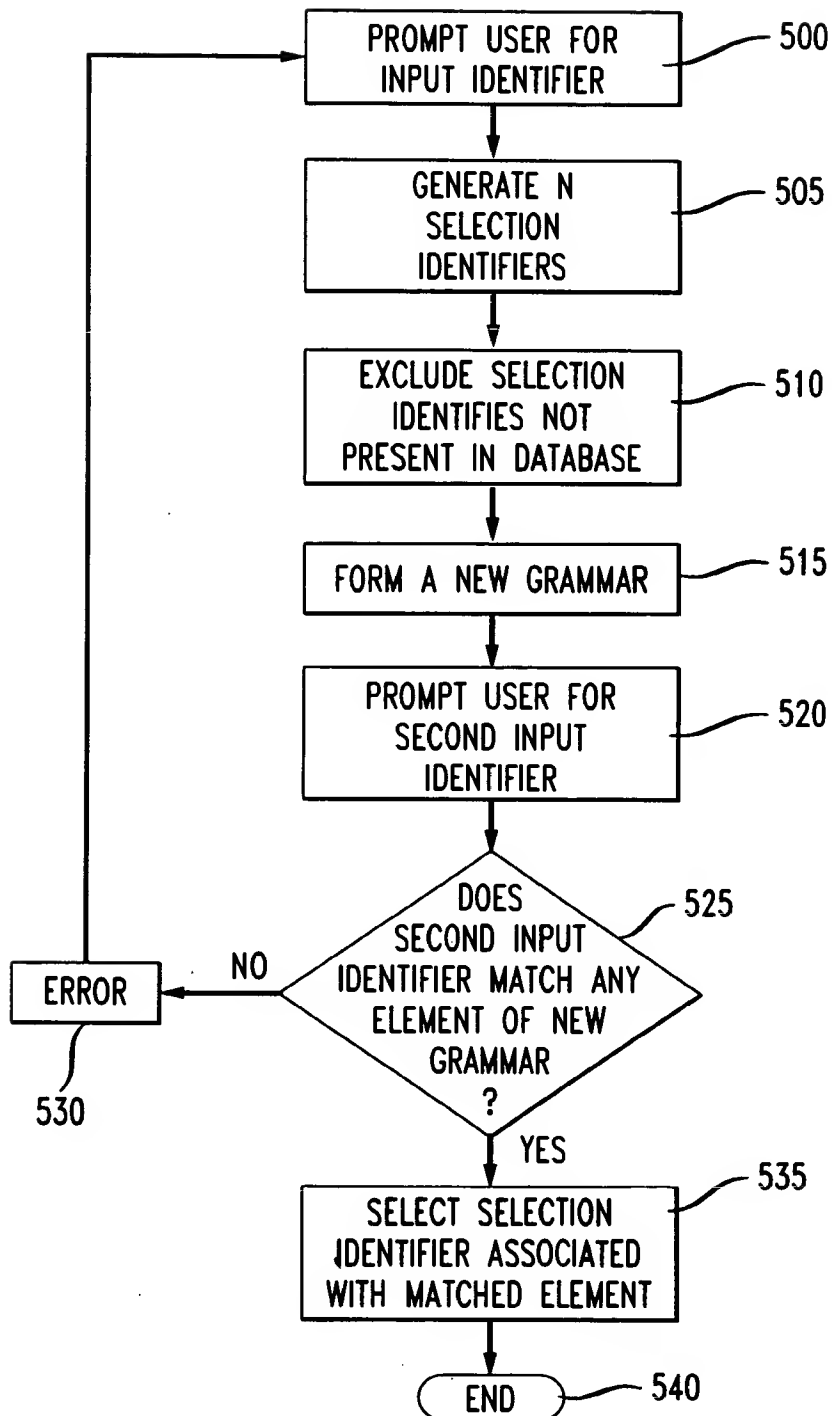 PROMPT USER FOR
INPUT IDENTIFIER
500
GENERATE N
SELECTION
IDENTIFIERS
505
EXCLUDE SELECTION
IDENTIFIES NOT
PRESENT IN DATABASE
510
FORM A NEW GRAMMAR
515
PROMPT USER FOR
SECOND INPUT
IDENTIFIER
520
DOES
SECOND INPUT
IDENTIFIER MATCH ANY
ELEMENT OF NEW
GRAMMAR
?
525
NO
ERROR
530
YES
SELECT SELECTION
IDENTIFIER ASSOCIATED
WITH MATCHED ELEMENT
535
END
540